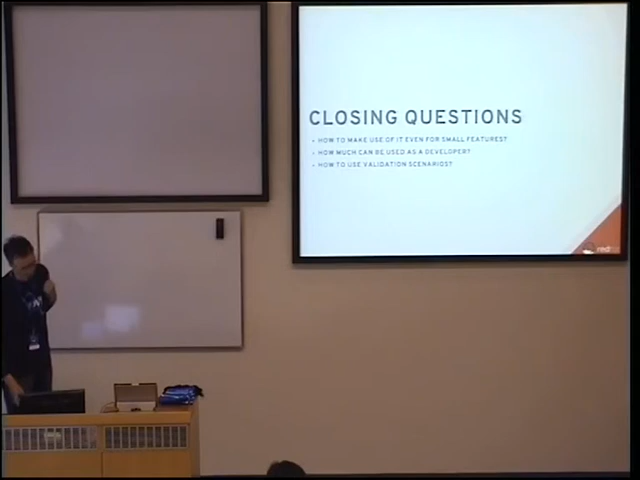 CLOSING QUESTIONS
- HOW TO MAKE USE OF IT EVEN FOR SMALL FEATURES?
- HOW MUCH CAN BE USED AS A DEVELOPER?
- HOW TO USE VALIDATION SCENARIOS?
red